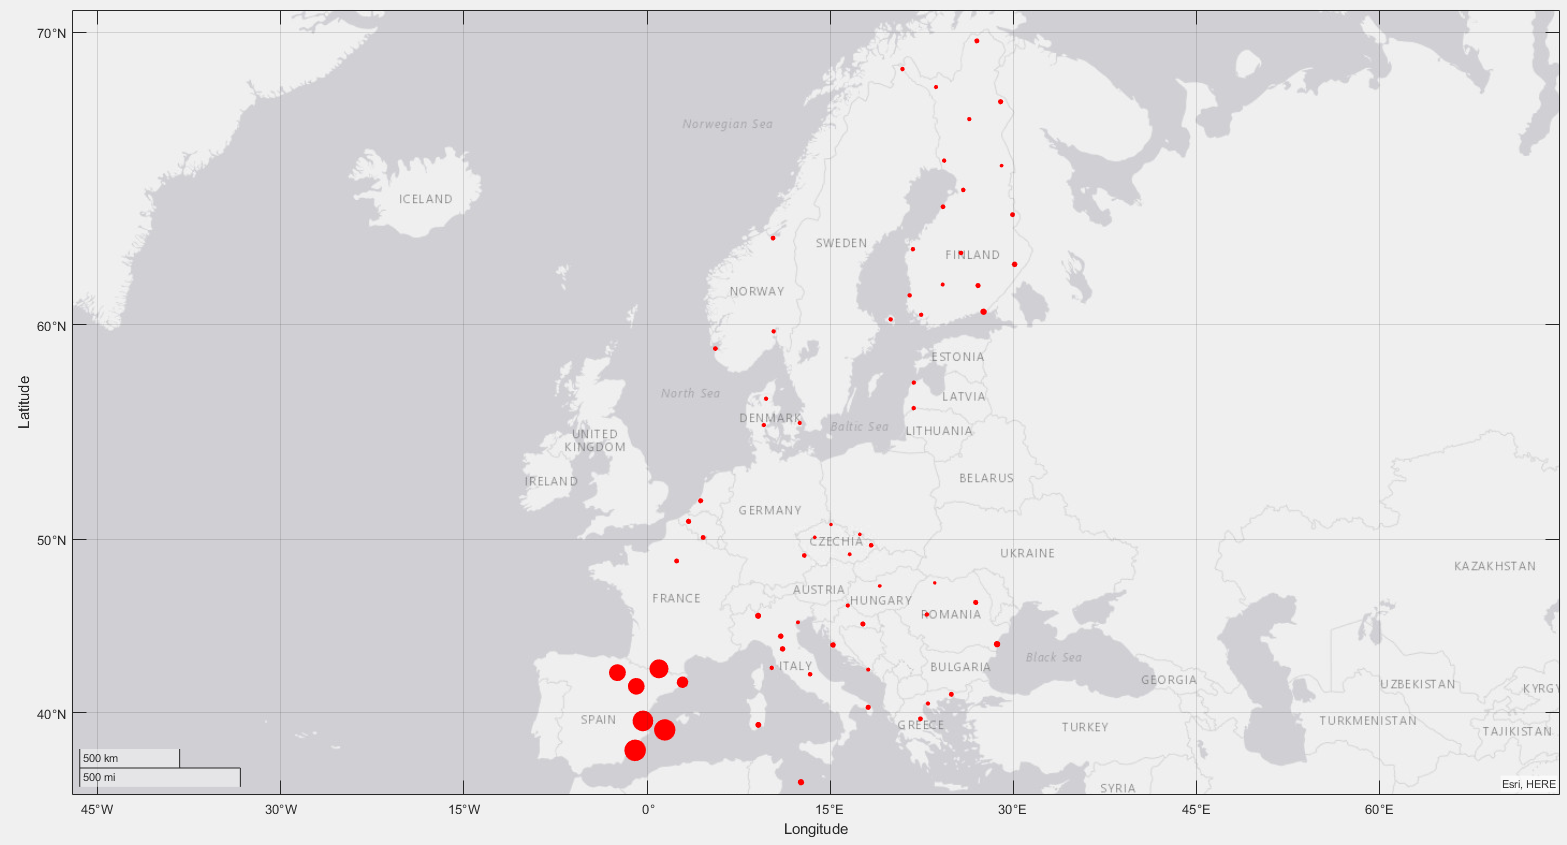 70°N
Norwegian Sea
ICELAND
SWEDEN
FINLAND
NORWAY
60°N
ESTONIA
North Sea
LATVIA
DENMARK
Baltic Sea
LITHUANIA
UNITED
KINGDOM
IRELAND
BELARUS
GERMANY
50°N
CZECHIA
UKRAINE
KAZAKHSTAN
AUSTRIA
FRANCE
HUNGARY
ROMANIA
Black Sea
ITALY
BULGARIA
GEORGIA
UZBEKISTAN
KYRGY
40°N
SPAIN
GREECE
TURKEY
TURKMENISTAN
TAJIKISTAN
500 km
500 mi
SYRIA
Esri, HERE
45°W
30°W
15°W
0°
15°E
30°E
45°E
60°E
Longitude
Latitude